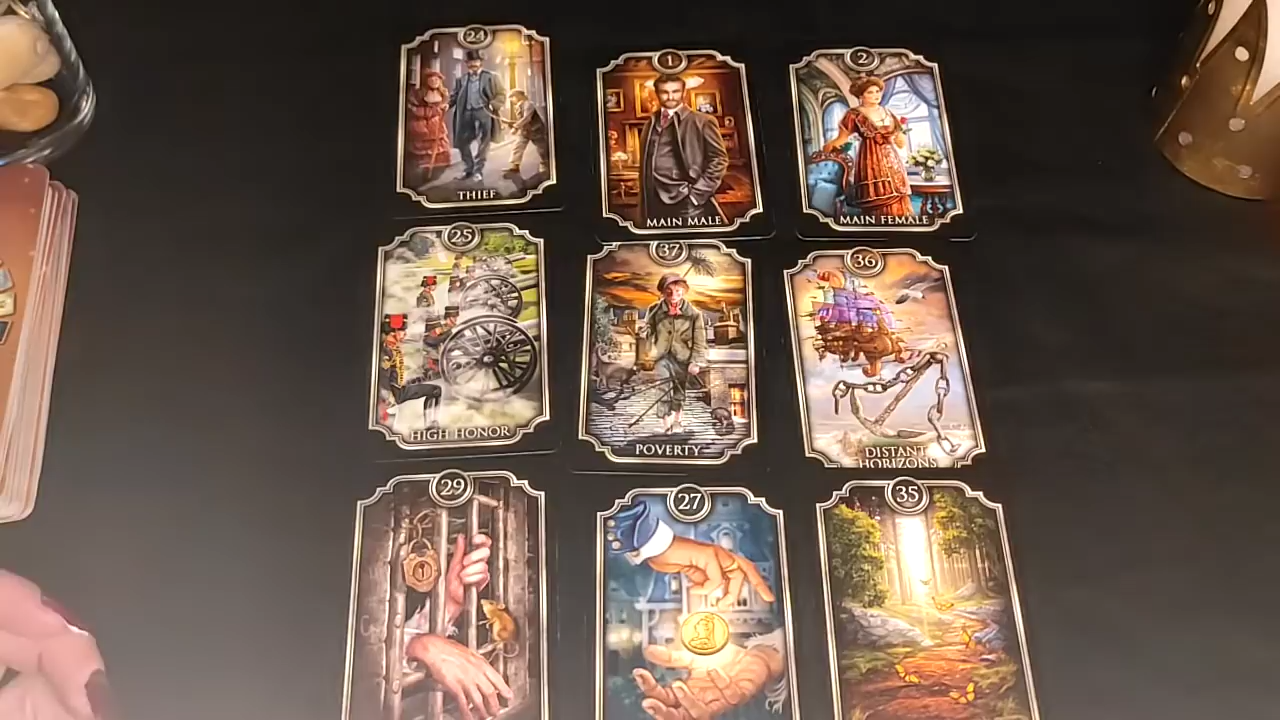 24
THIEF
1
MAIN MALE
2
MAIN FEMALE
25
HIGH HONOR
37
POVERTY
36
DISTANT
HORIZONS
29
27
35